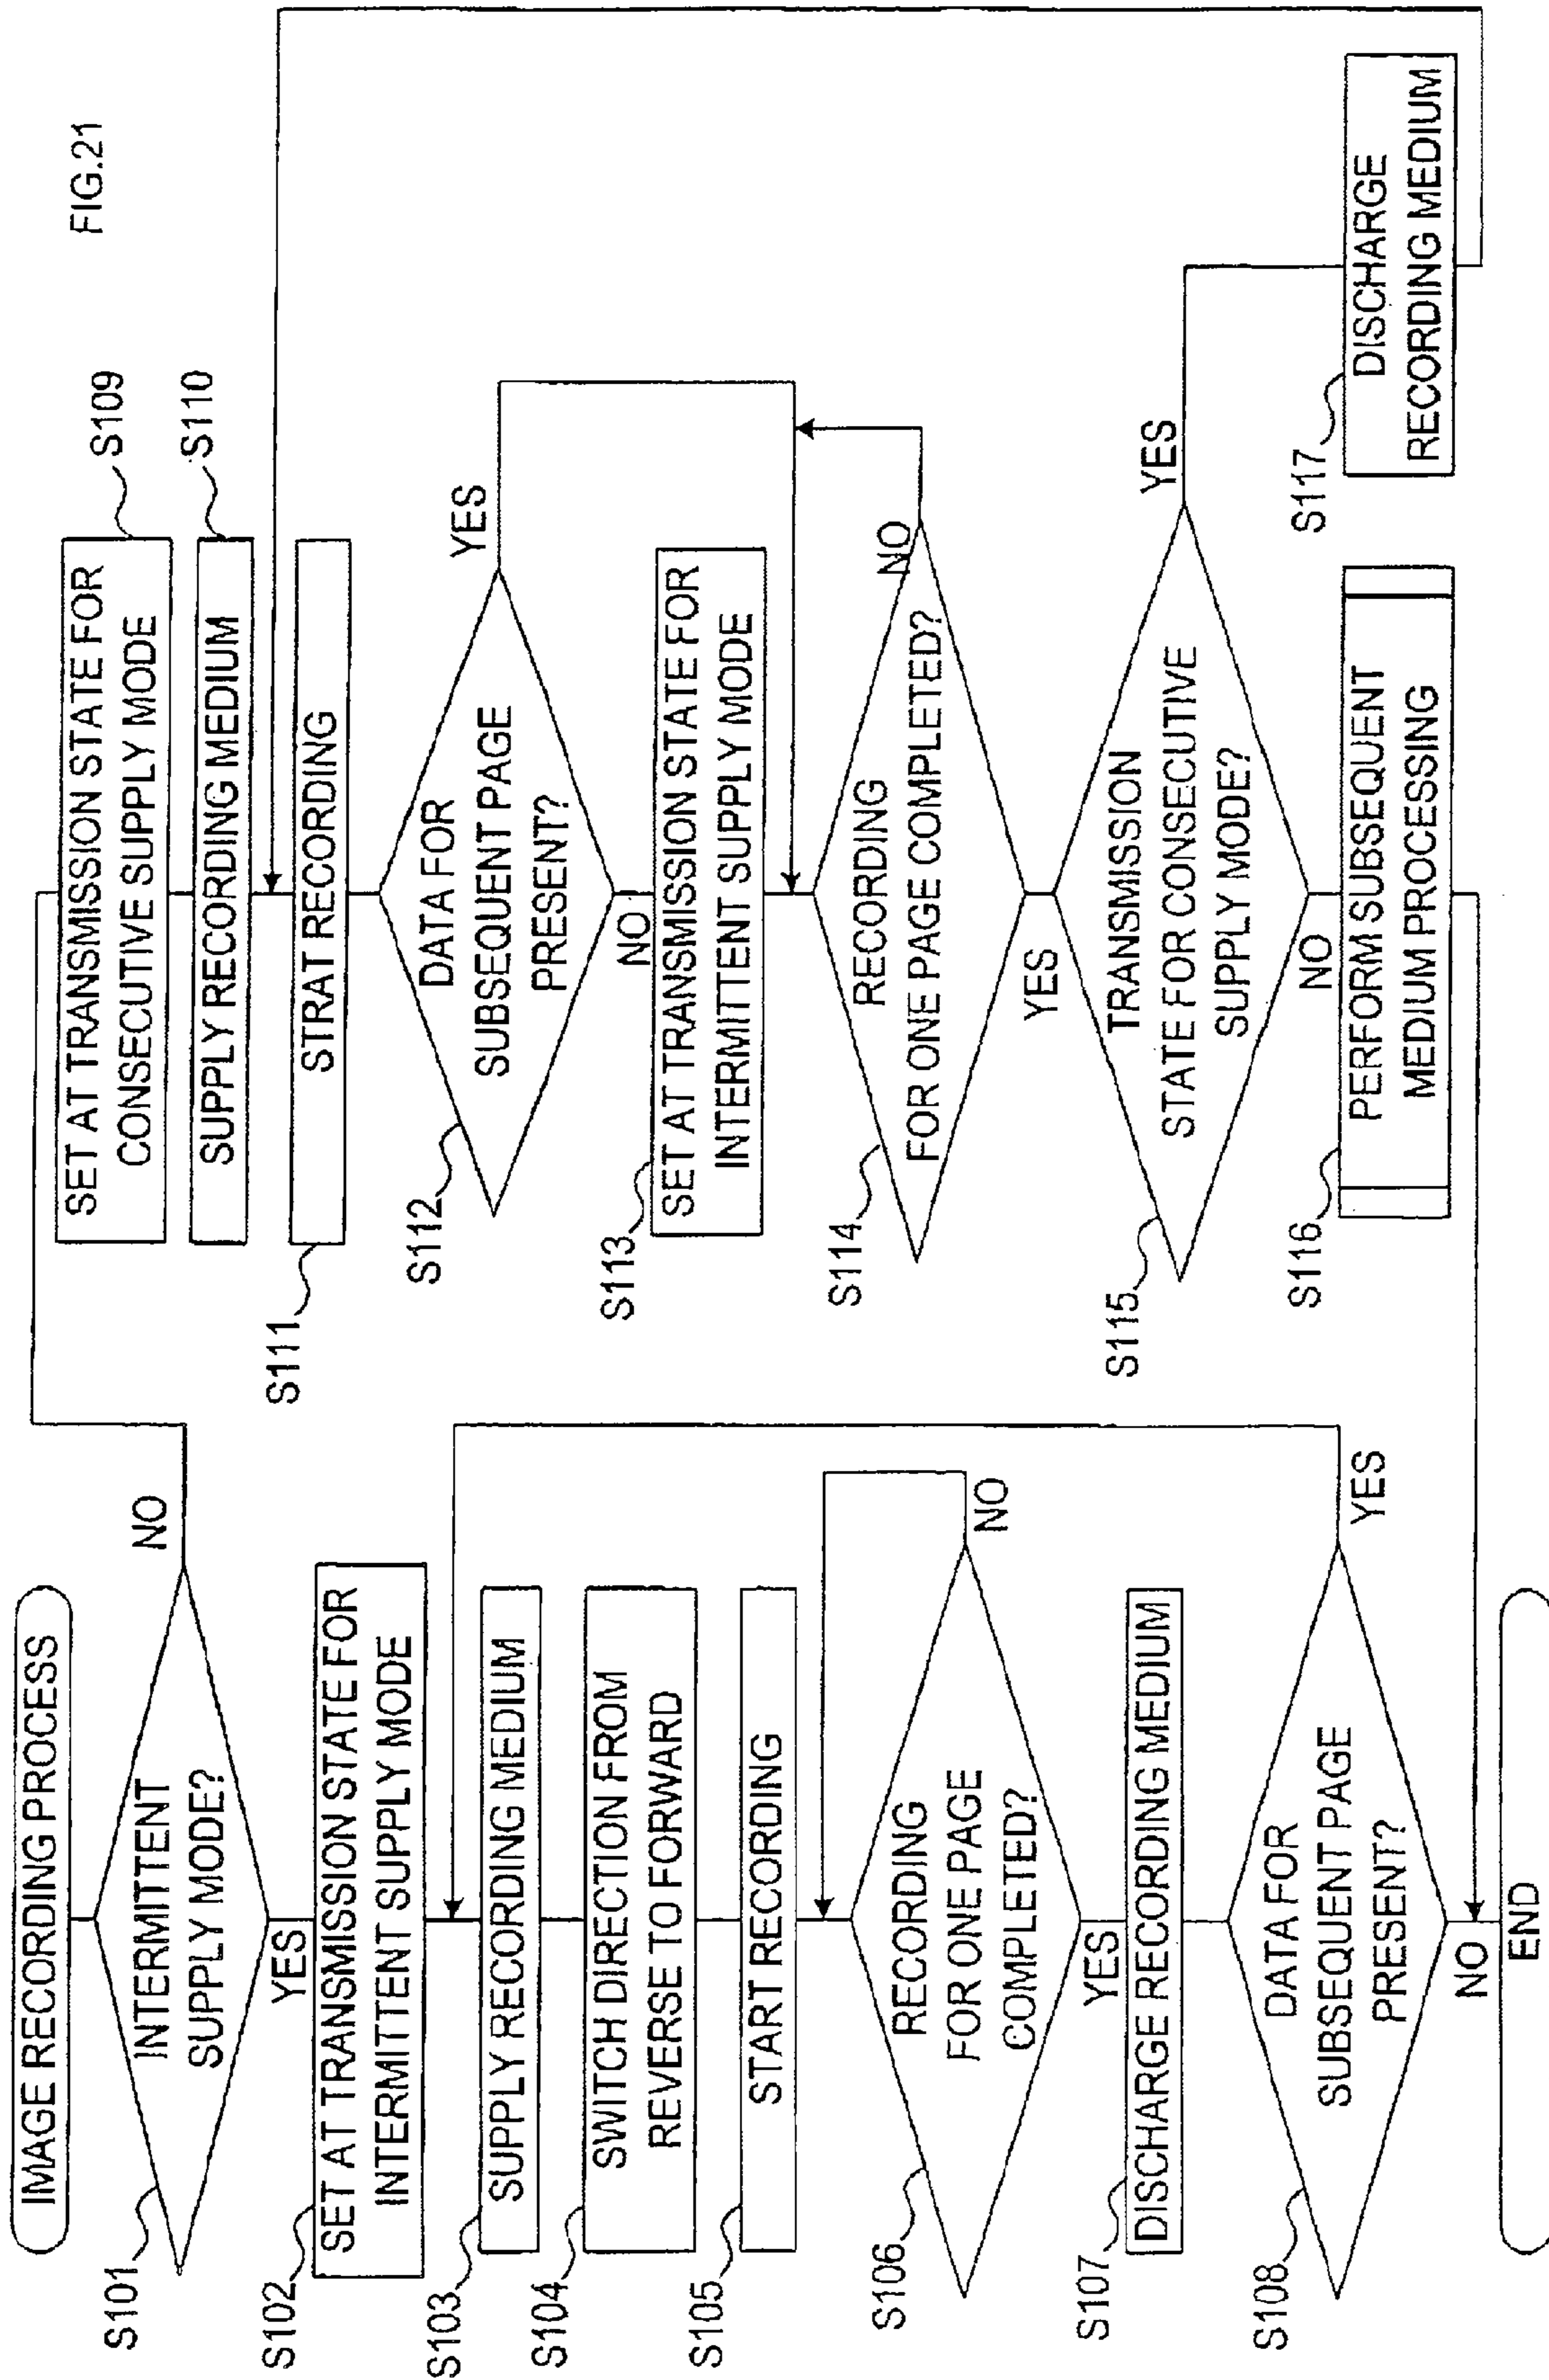 FIG.21
IMAGE RECORDING PROCESS
S101
INTERMITTENT
SUPPLY MODE?
NO
YES
S102
SET AT TRANSMISSION STATE FOR
INTERMITTENT SUPPLY MODE
S103
SUPPLY RECORDING MEDIUM
S104
SWITCH DIRECTION FROM
REVERSE TO FORWARD
S105
START RECORDING
S106
RECORDING
FOR ONE PAGE
COMPLETED?
NO
YES
S107
DISCHARGE RECORDING MEDIUM
S108
DATA FOR
SUBSEQUENT PAGE
PRESENT?
YES
NO
END
SET AT TRANSMISSION STATE FOR
CONSECUTIVE SUPPLY MODE
S109
SUPPLY RECORDING MEDIUM
S110
STRAT RECORDING
S111
S112
DATA FOR
SUBSEQUENT PAGE
PRESENT?
YES
NO
S113
SET AT TRANSMISSION STATE FOR
INTERMITTENT SUPPLY MODE
S114
RECORDING
FOR ONE PAGE COMPLETED?
NO
YES
S115
TRANSMISSION
STATE FOR CONSECUTIVE
SUPPLY MODE?
YES
NO
S116
PERFORM SUBSEQUENT
MEDIUM PROCESSING
S117
DISCHARGE
RECORDING MEDIUM